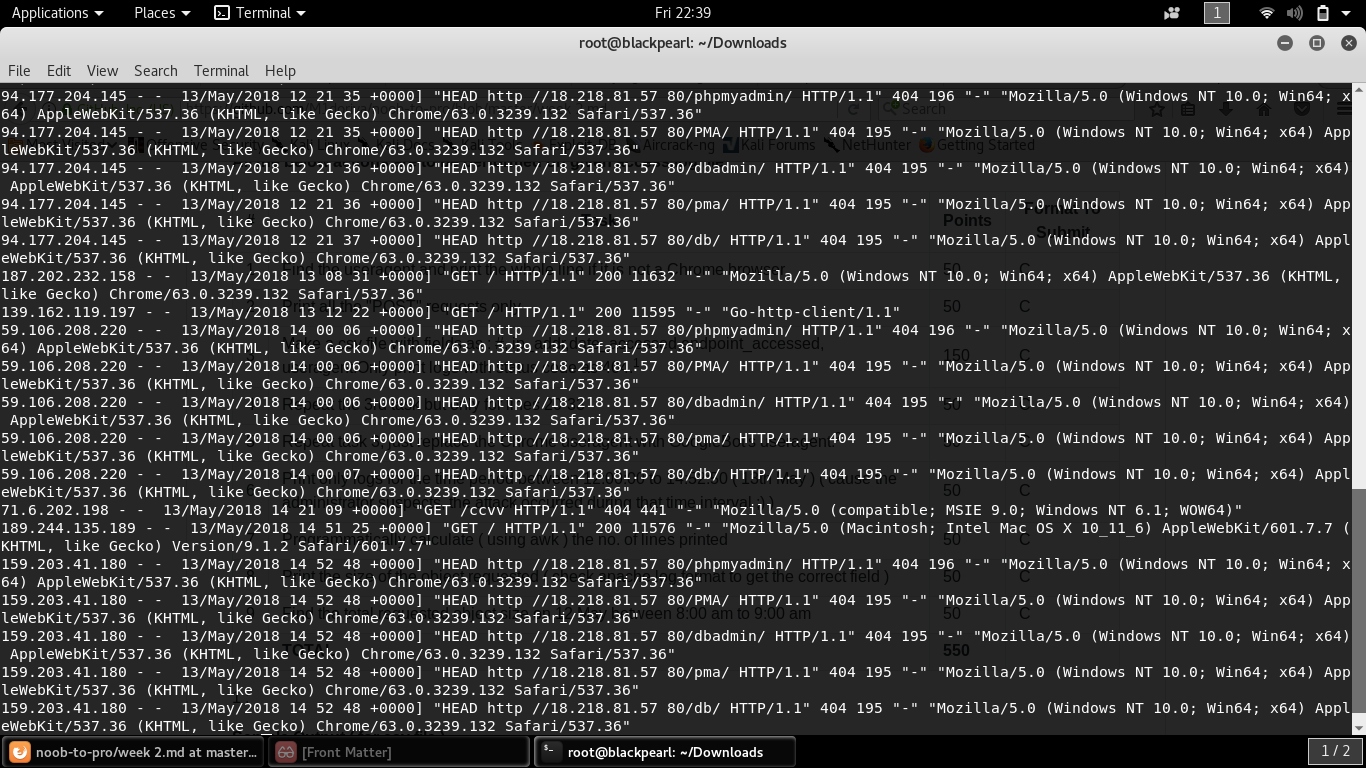 Applications Places Terminal Fri 22:39 1
root@blackpearl: ~/Downloads
File Edit View Search Terminal Help
94.177.204.145 - -  13/May/2018 12 21 35 +0000] "HEAD http //18.218.81.57 80/phpmyadmin/ HTTP/1.1" 404 196 "-" "Mozilla/5.0 (Windows NT 10.0; Win64; x
64) AppleWebKit/537.36 (KHTML, like Gecko) Chrome/63.0.3239.132 Safari/537.36"
94.177.204.145 - -  13/May/2018 12 21 35 +0000] "HEAD http //18.218.81.57 80/PMA/ HTTP/1.1" 404 195 "-" "Mozilla/5.0 (Windows NT 10.0; Win64; x64) App
leWebKit/537.36 (KHTML, like Gecko) Chrome/63.0.3239.132 Safari/537.36"
94.177.204.145 - -  13/May/2018 12 21 36 +0000] "HEAD http //18.218.81.57 80/dbadmin/ HTTP/1.1" 404 195 "-" "Mozilla/5.0 (Windows NT 10.0; Win64; x64)
 AppleWebKit/537.36 (KHTML, like Gecko) Chrome/63.0.3239.132 Safari/537.36"
94.177.204.145 - -  13/May/2018 12 21 36 +0000] "HEAD http //18.218.81.57 80/pma/ HTTP/1.1" 404 195 "-" "Mozilla/5.0 (Windows NT 10.0; Win64; x64) App
leWebKit/537.36 (KHTML, like Gecko) Chrome/63.0.3239.132 Safari/537.36"
94.177.204.145 - -  13/May/2018 12 21 37 +0000] "HEAD http //18.218.81.57 80/db/ HTTP/1.1" 404 195 "-" "Mozilla/5.0 (Windows NT 10.0; Win64; x64) Appl
eWebKit/537.36 (KHTML, like Gecko) Chrome/63.0.3239.132 Safari/537.36"
187.202.232.158 - -  13/May/2018 13 07 31 +0000] "GET / HTTP/1.1" 200 11632 "-" "Mozilla/5.0 (Windows NT 10.0; Win64; x64) AppleWebKit/537.36 (KHTML, 
like Gecko) Chrome/63.0.3239.132 Safari/537.36"
139.162.119.197 - -  13/May/2018 13 12 22 +0000] "GET / HTTP/1.1" 200 11595 "-" "Go-http-client/1.1"
59.106.208.220 - -  13/May/2018 14 00 06 +0000] "HEAD http //18.218.81.57 80/phpmyadmin/ HTTP/1.1" 404 196 "-" "Mozilla/5.0 (Windows NT 10.0; Win64; x
64) AppleWebKit/537.36 (KHTML, like Gecko) Chrome/63.0.3239.132 Safari/537.36"
59.106.208.220 - -  13/May/2018 14 00 06 +0000] "HEAD http //18.218.81.57 80/PMA/ HTTP/1.1" 404 195 "-" "Mozilla/5.0 (Windows NT 10.0; Win64; x64) App
leWebKit/537.36 (KHTML, like Gecko) Chrome/63.0.3239.132 Safari/537.36"
59.106.208.220 - -  13/May/2018 14 00 06 +0000] "HEAD http //18.218.81.57 80/dbadmin/ HTTP/1.1" 404 195 "-" "Mozilla/5.0 (Windows NT 10.0; Win64; x64)
 AppleWebKit/537.36 (KHTML, like Gecko) Chrome/63.0.3239.132 Safari/537.36"
59.106.208.220 - -  13/May/2018 14 00 07 +0000] "HEAD http //18.218.81.57 80/pma/ HTTP/1.1" 404 195 "-" "Mozilla/5.0 (Windows NT 10.0; Win64; x64) App
leWebKit/537.36 (KHTML, like Gecko) Chrome/63.0.3239.132 Safari/537.36"
59.106.208.220 - -  13/May/2018 14 00 07 +0000] "HEAD http //18.218.81.57 80/db/ HTTP/1.1" 404 195 "-" "Mozilla/5.0 (Windows NT 10.0; Win64; x64) Appl
eWebKit/537.36 (KHTML, like Gecko) Chrome/63.0.3239.132 Safari/537.36"
71.6.202.198 - -  13/May/2018 14 21 09 +0000] "GET /ccvv HTTP/1.1" 404 441 "-" "Mozilla/5.0 (compatible; MSIE 9.0; Windows NT 6.1; WOW64)"
189.244.135.189 - -  13/May/2018 14 51 25 +0000] "GET / HTTP/1.1" 200 11576 "-" "Mozilla/5.0 (Macintosh; Intel Mac OS X 10_11_6) AppleWebKit/601.7.7 (
KHTML, like Gecko) Version/9.1.2 Safari/601.7.7"
159.203.41.180 - -  13/May/2018 14 52 48 +0000] "HEAD http //18.218.81.57 80/phpmyadmin/ HTTP/1.1" 404 196 "-" "Mozilla/5.0 (Windows NT 10.0; Win64; x
64) AppleWebKit/537.36 (KHTML, like Gecko) Chrome/63.0.3239.132 Safari/537.36"
159.203.41.180 - -  13/May/2018 14 52 48 +0000] "HEAD http //18.218.81.57 80/PMA/ HTTP/1.1" 404 195 "-" "Mozilla/5.0 (Windows NT 10.0; Win64; x64) App
leWebKit/537.36 (KHTML, like Gecko) Chrome/63.0.3239.132 Safari/537.36"
159.203.41.180 - -  13/May/2018 14 52 48 +0000] "HEAD http //18.218.81.57 80/dbadmin/ HTTP/1.1" 404 195 "-" "Mozilla/5.0 (Windows NT 10.0; Win64; x64)
 AppleWebKit/537.36 (KHTML, like Gecko) Chrome/63.0.3239.132 Safari/537.36"
159.203.41.180 - -  13/May/2018 14 52 48 +0000] "HEAD http //18.218.81.57 80/pma/ HTTP/1.1" 404 195 "-" "Mozilla/5.0 (Windows NT 10.0; Win64; x64) App
leWebKit/537.36 (KHTML, like Gecko) Chrome/63.0.3239.132 Safari/537.36"
159.203.41.180 - -  13/May/2018 14 52 48 +0000] "HEAD http //18.218.81.57 80/db/ HTTP/1.1" 404 195 "-" "Mozilla/5.0 (Windows NT 10.0; Win64; x64) Appl
eWebKit/537.36 (KHTML, like Gecko) Chrome/63.0.3239.132 Safari/537.36"
noob-to-pro/week 2.md at master... [Front Matter] root@blackpearl: ~/Downloads 1 / 2